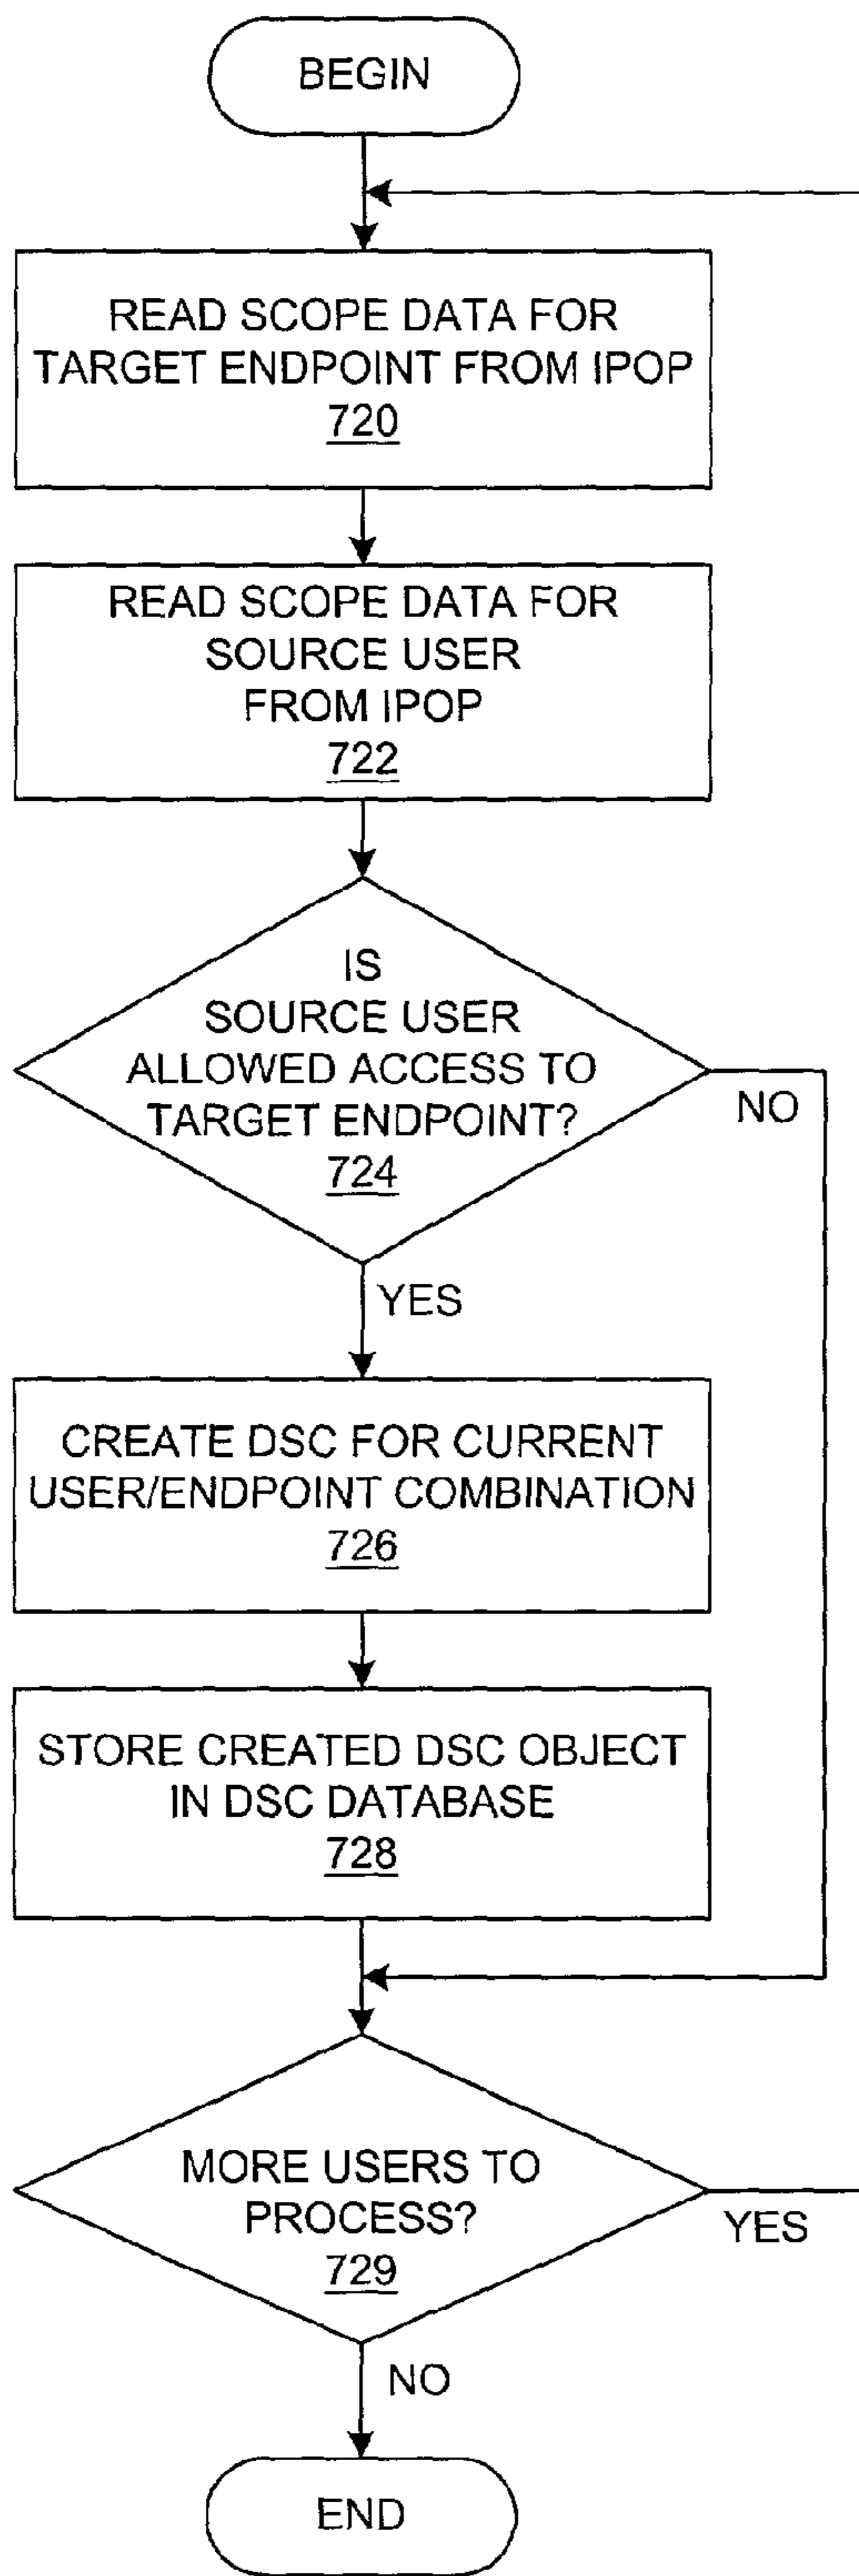 BEGIN
READ SCOPE DATA FOR
TARGET ENDPOINT FROM IPOP
720
READ SCOPE DATA FOR
SOURCE USER
FROM IPOP
722
IS
SOURCE USER
ALLOWED ACCESS TO
TARGET ENDPOINT?
724
NO
YES
CREATE DSC FOR CURRENT
USER/ENDPOINT COMBINATION
726
STORE CREATED DSC OBJECT
IN DSC DATABASE
728
MORE USERS TO
PROCESS?
729
YES
NO
END